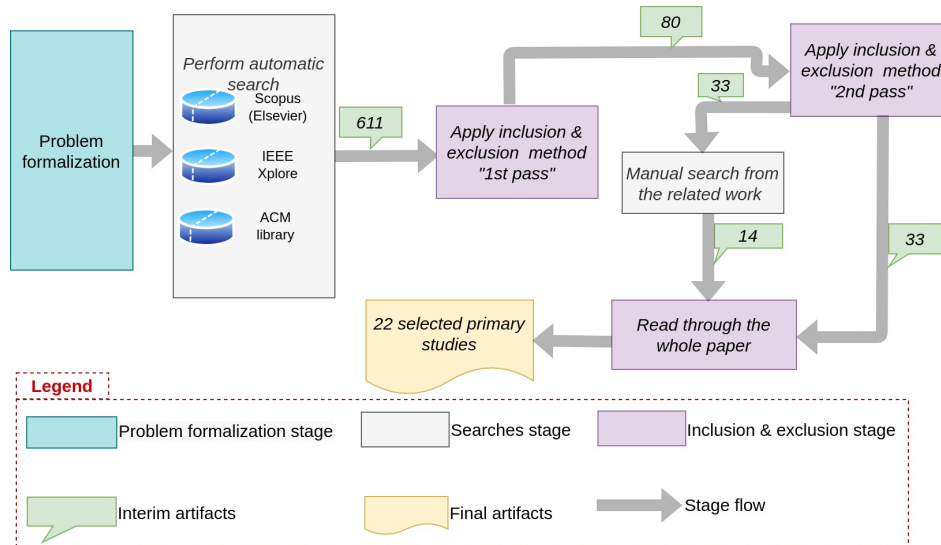 Problem
formalization
Perform automatic
search
Scopus
(Elsevier)
IEEE
Xplore
ACM
library
611
Apply inclusion &
exclusion method
"1st pass"
80
Apply inclusion &
exclusion method
"2nd pass"
33
Manual search from
the related work
14
33
Read through the
whole paper
22 selected primary
studies
Legend
Problem formalization stage
Searches stage
Inclusion & exclusion stage
Interim artifacts
Final artifacts
Stage flow